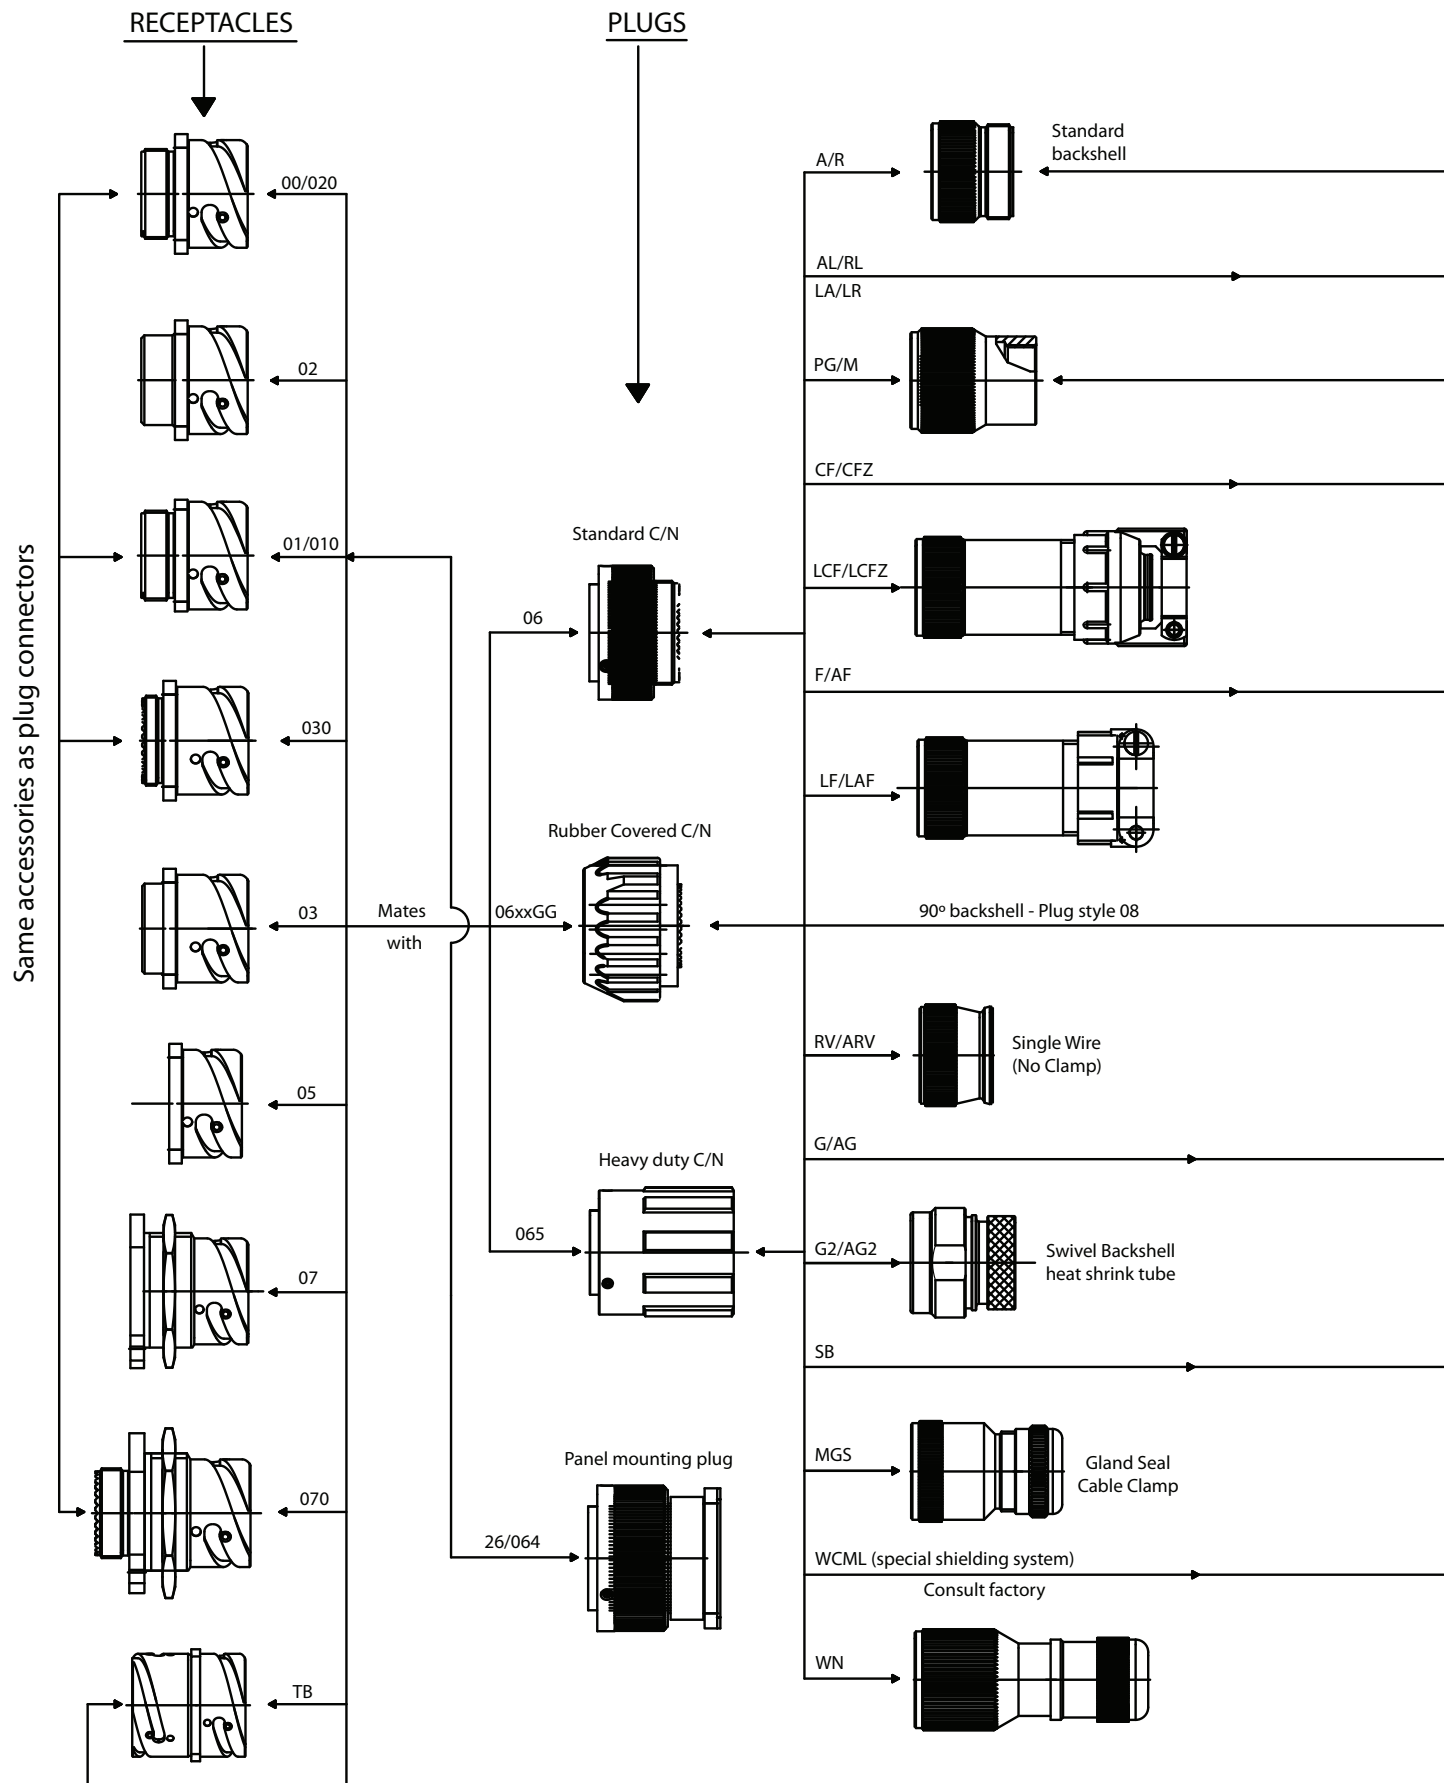 RECEPTACLES
PLUGS
Same accessories as plug connectors
00/020
02
01/010
030
03
05
07
070
TB
Mates
with
Standard C/N
06
Rubber Covered C/N
06xxGG
Heavy duty C/N
065
Panel mounting plug
26/064
A/R
Standard
backshell
AL/RL
LA/LR
PG/M
CF/CFZ
LCF/LCFZ
F/AF
LF/LAF
90º backshell - Plug style 08
RV/ARV
Single Wire
(No Clamp)
G/AG
G2/AG2
Swivel Backshell
heat shrink tube
SB
MGS
Gland Seal
Cable Clamp
WCML (special shielding system)
Consult factory
WN